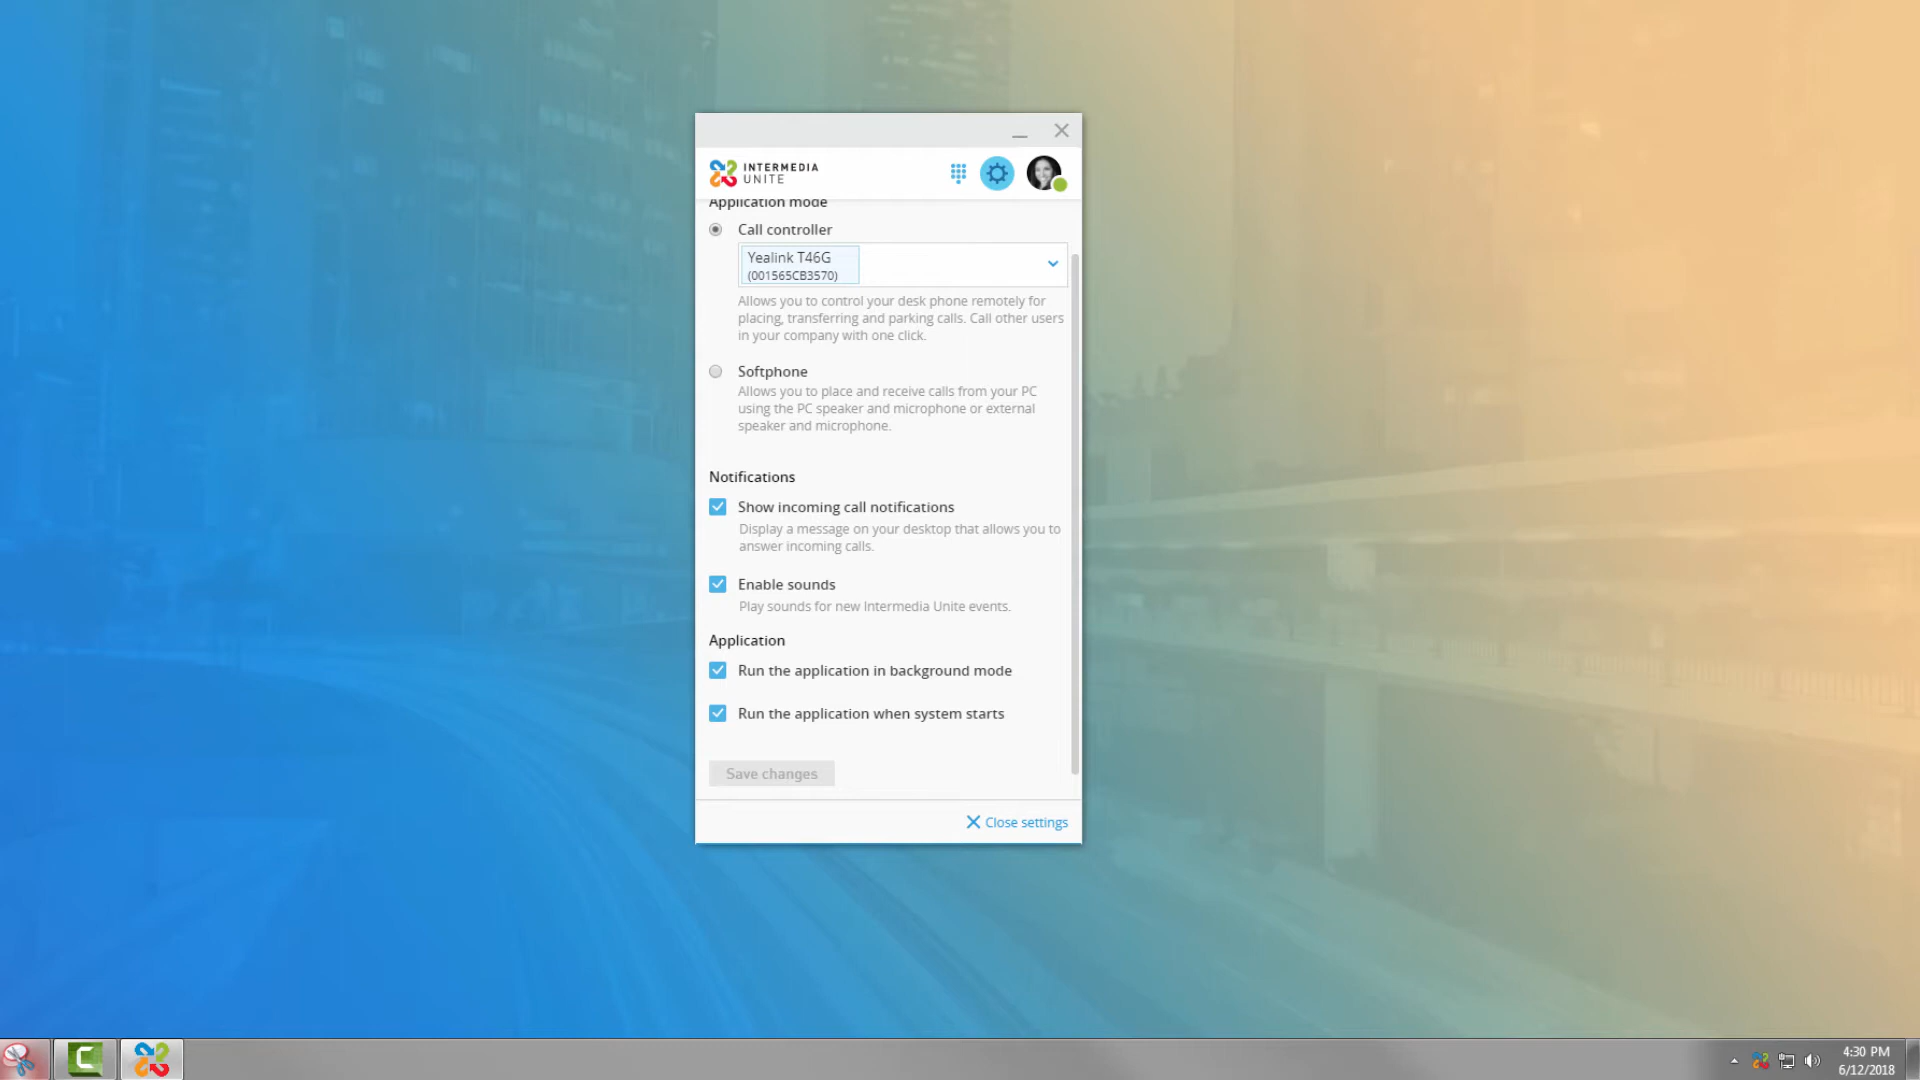 INTERMEDIA
UNITE
Application mode
Call controller
Yealink T46G
(001565CB3570)
Allows you to control your desk phone remotely for
placing, transferring and parking calls. Call other users
in your company with one click.
Softphone
Allows you to place and receive calls from your PC
using the PC speaker and microphone or external
speaker and microphone.
Notifications
Show incoming call notifications
Display a message on your desktop that allows you to
answer incoming calls.
Enable sounds
Play sounds for new Intermedia Unite events.
Application
Run the application in background mode
Run the application when system starts
Save changes
Close settings
C
4:30 PM
6/12/2018